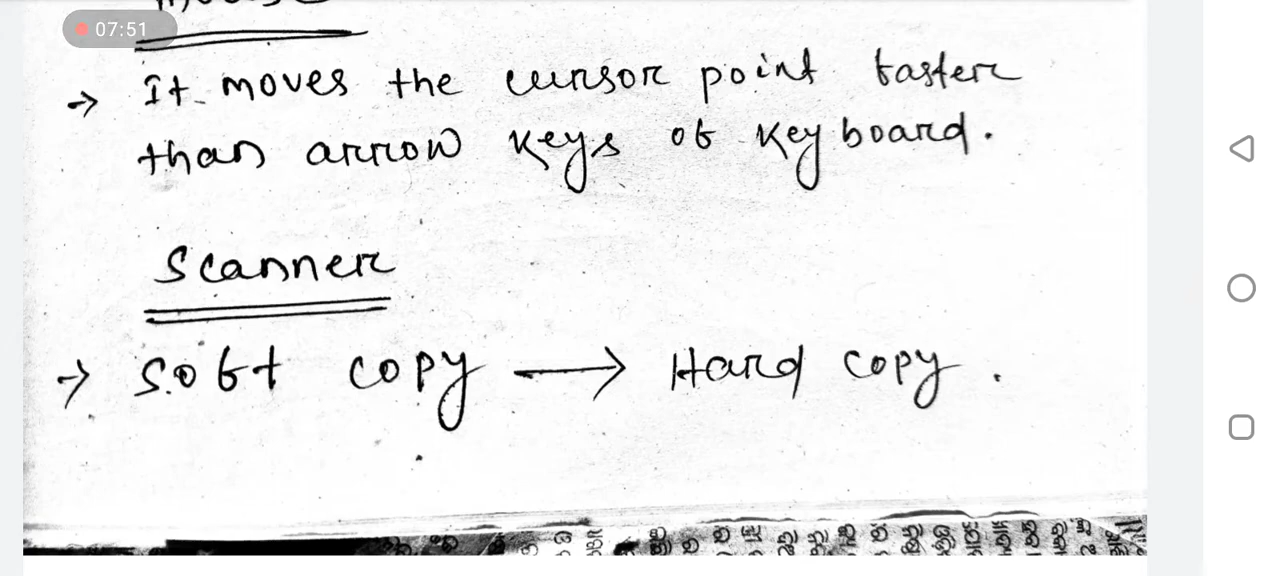 07:51
→ It moves the cursor point faster
than arrow keys of keyboard.
Scanner
→ Soft copy → Hard copy.